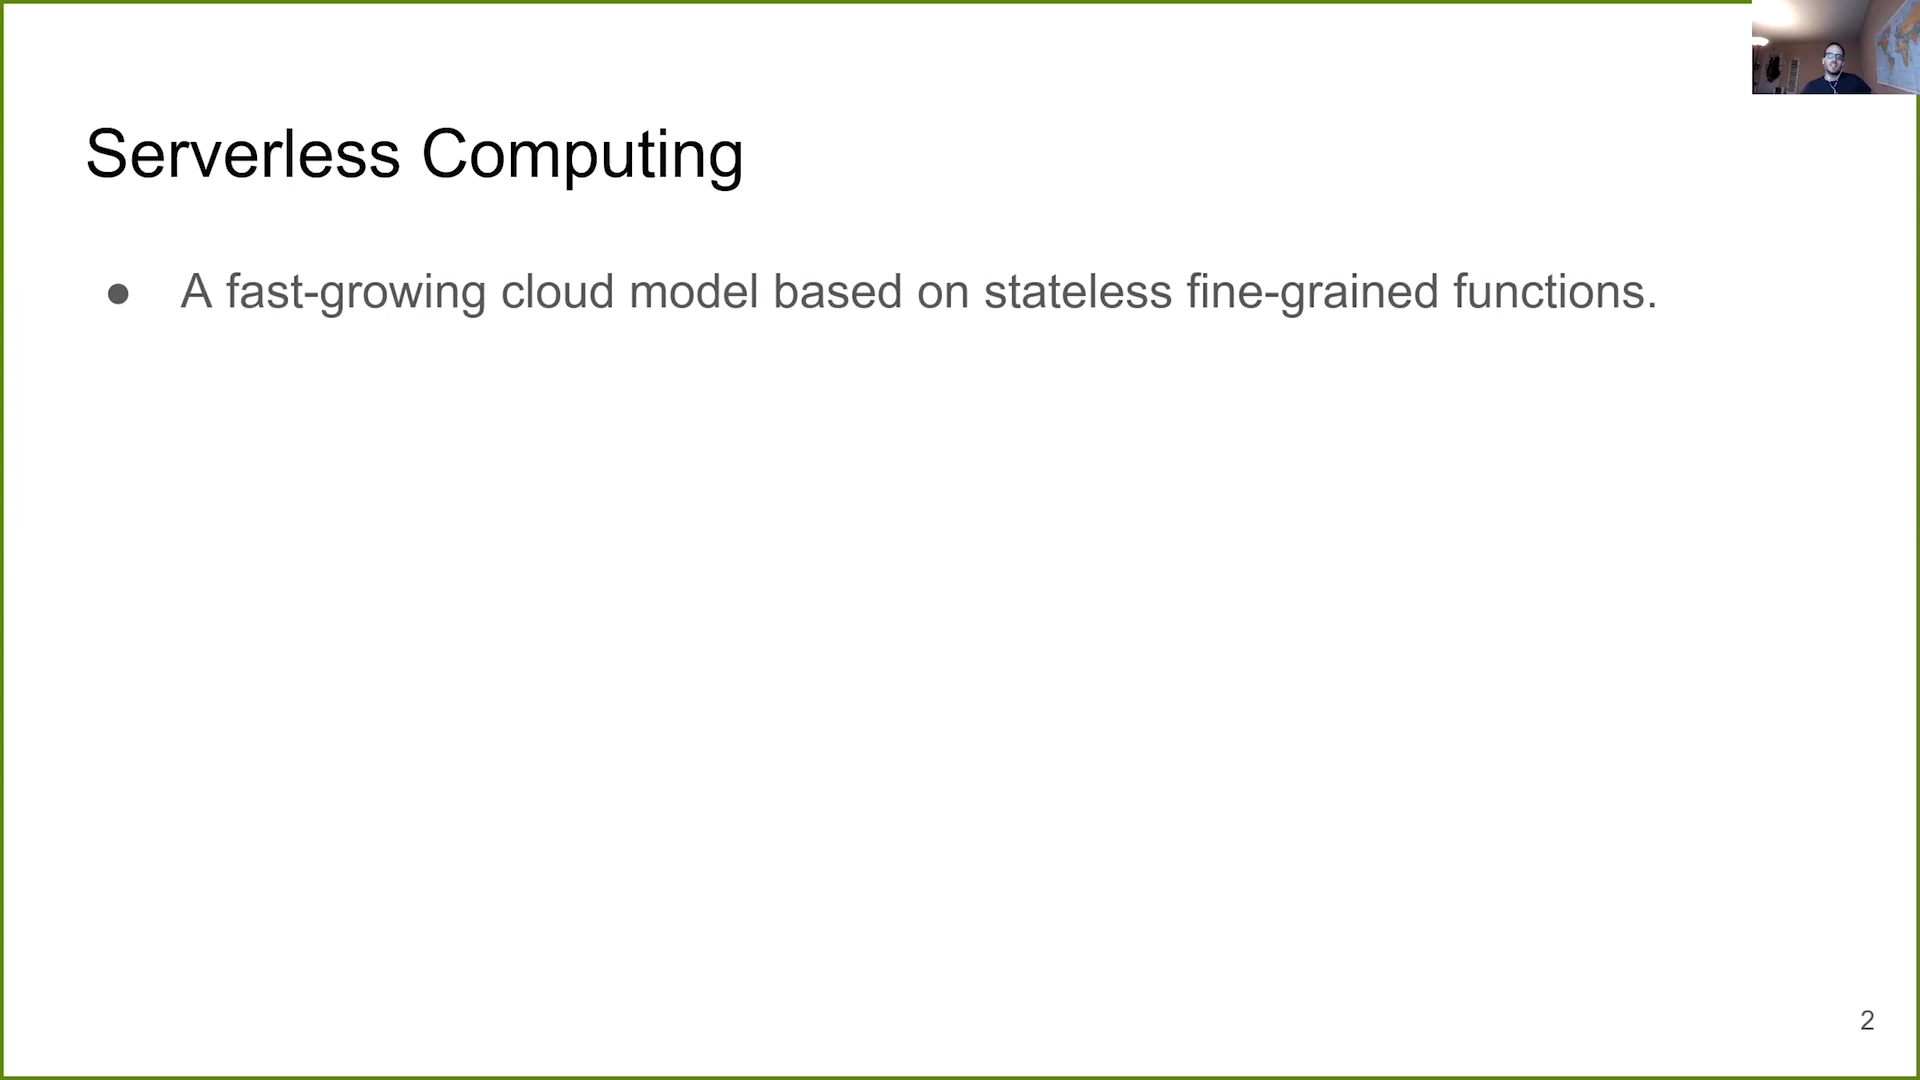 Serverless Computing
● A fast-growing cloud model based on stateless fine-grained functions.
2